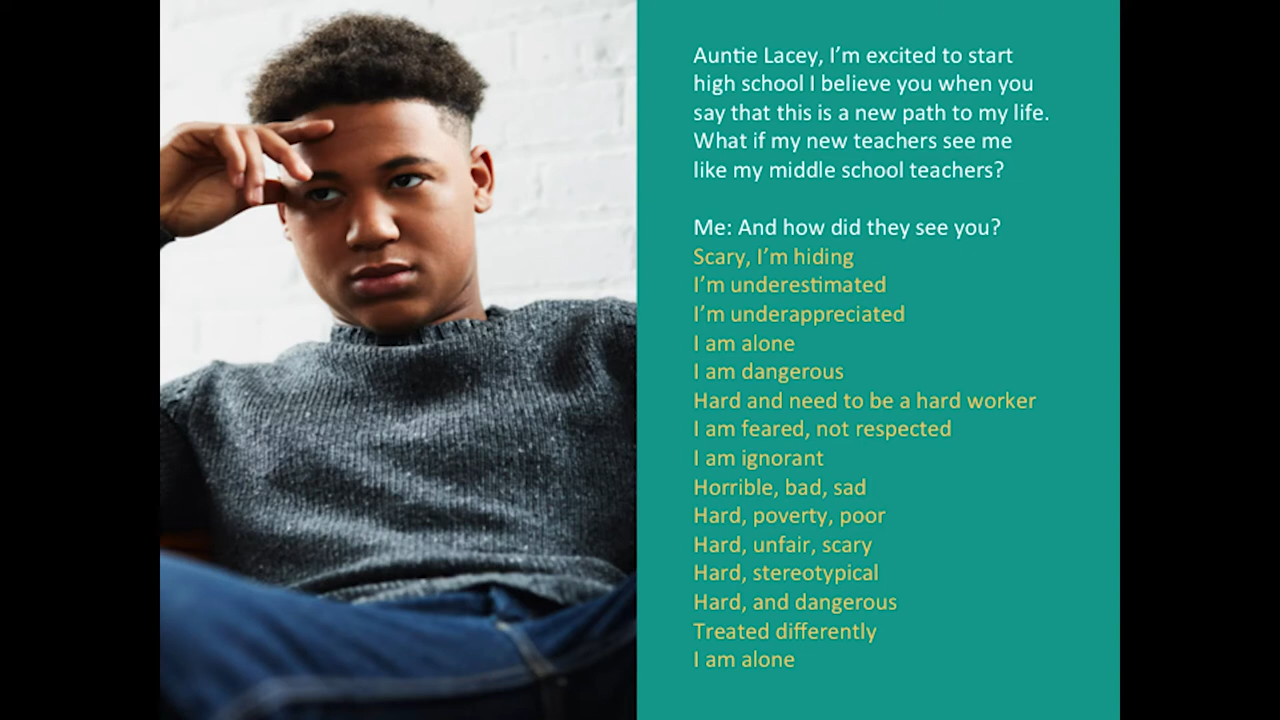 Auntie Lacey, I’m excited to start
high school I believe you when you
say that this is a new path to my life.
What if my new teachers see me
like my middle school teachers?
Me: And how did they see you?
Scary, I’m hiding
I’m underestimated
I’m underappreciated
I am alone
I am dangerous
Hard and need to be a hard worker
I am feared, not respected
I am ignorant
Horrible, bad, sad
Hard, poverty, poor
Hard, unfair, scary
Hard, stereotypical
Hard, and dangerous
Treated differently
I am alone